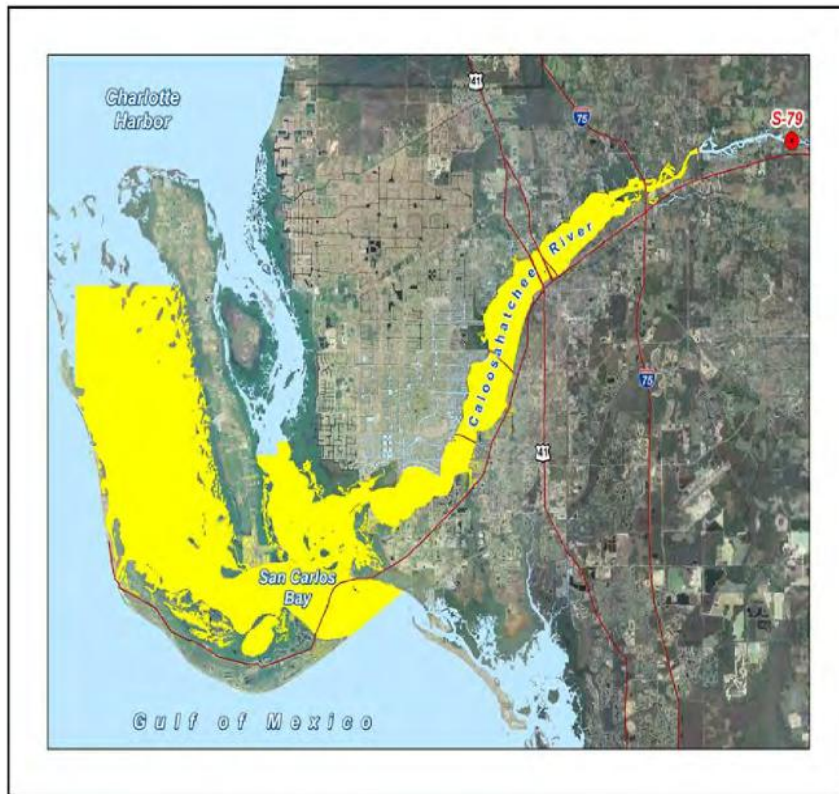 Charlotte
Harbor
41
75
S-79
Caloosahatchee River
75
41
San Carlos
Bay
Gulf of Mexico